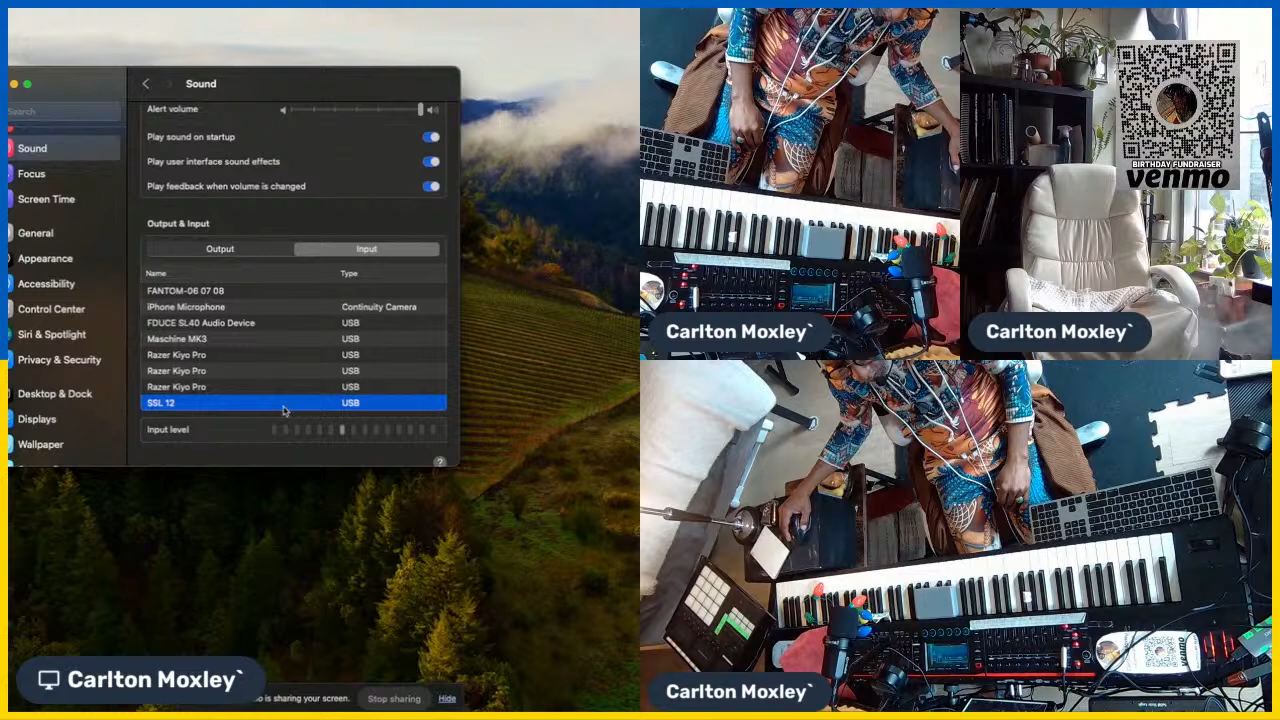 Sound
Search
Sound
Focus
Screen Time
General
Appearance
Accessibility
Control Center
Siri & Spotlight
Privacy & Security
Desktop & Dock
Displays
Wallpaper
Alert volume
Play sound on startup
Play user interface sound effects
Play feedback when volume is changed
Output & Input
Output Input
Name Type
FANTOM-06 07 08
iPhone Microphone Continuity Camera
FDUCE SL40 Audio Device USB
Maschine MK3 USB
Razer Kiyo Pro USB
Razer Kiyo Pro USB
Razer Kiyo Pro USB
SSL 12 USB
Input level
?
Carlton Moxley`
is sharing your screen. Stop sharing Hide
Carlton Moxley`
BIRTHDAY FUNDRAISER
venmo
Carlton Moxley`
venmo
Carlton Moxley`